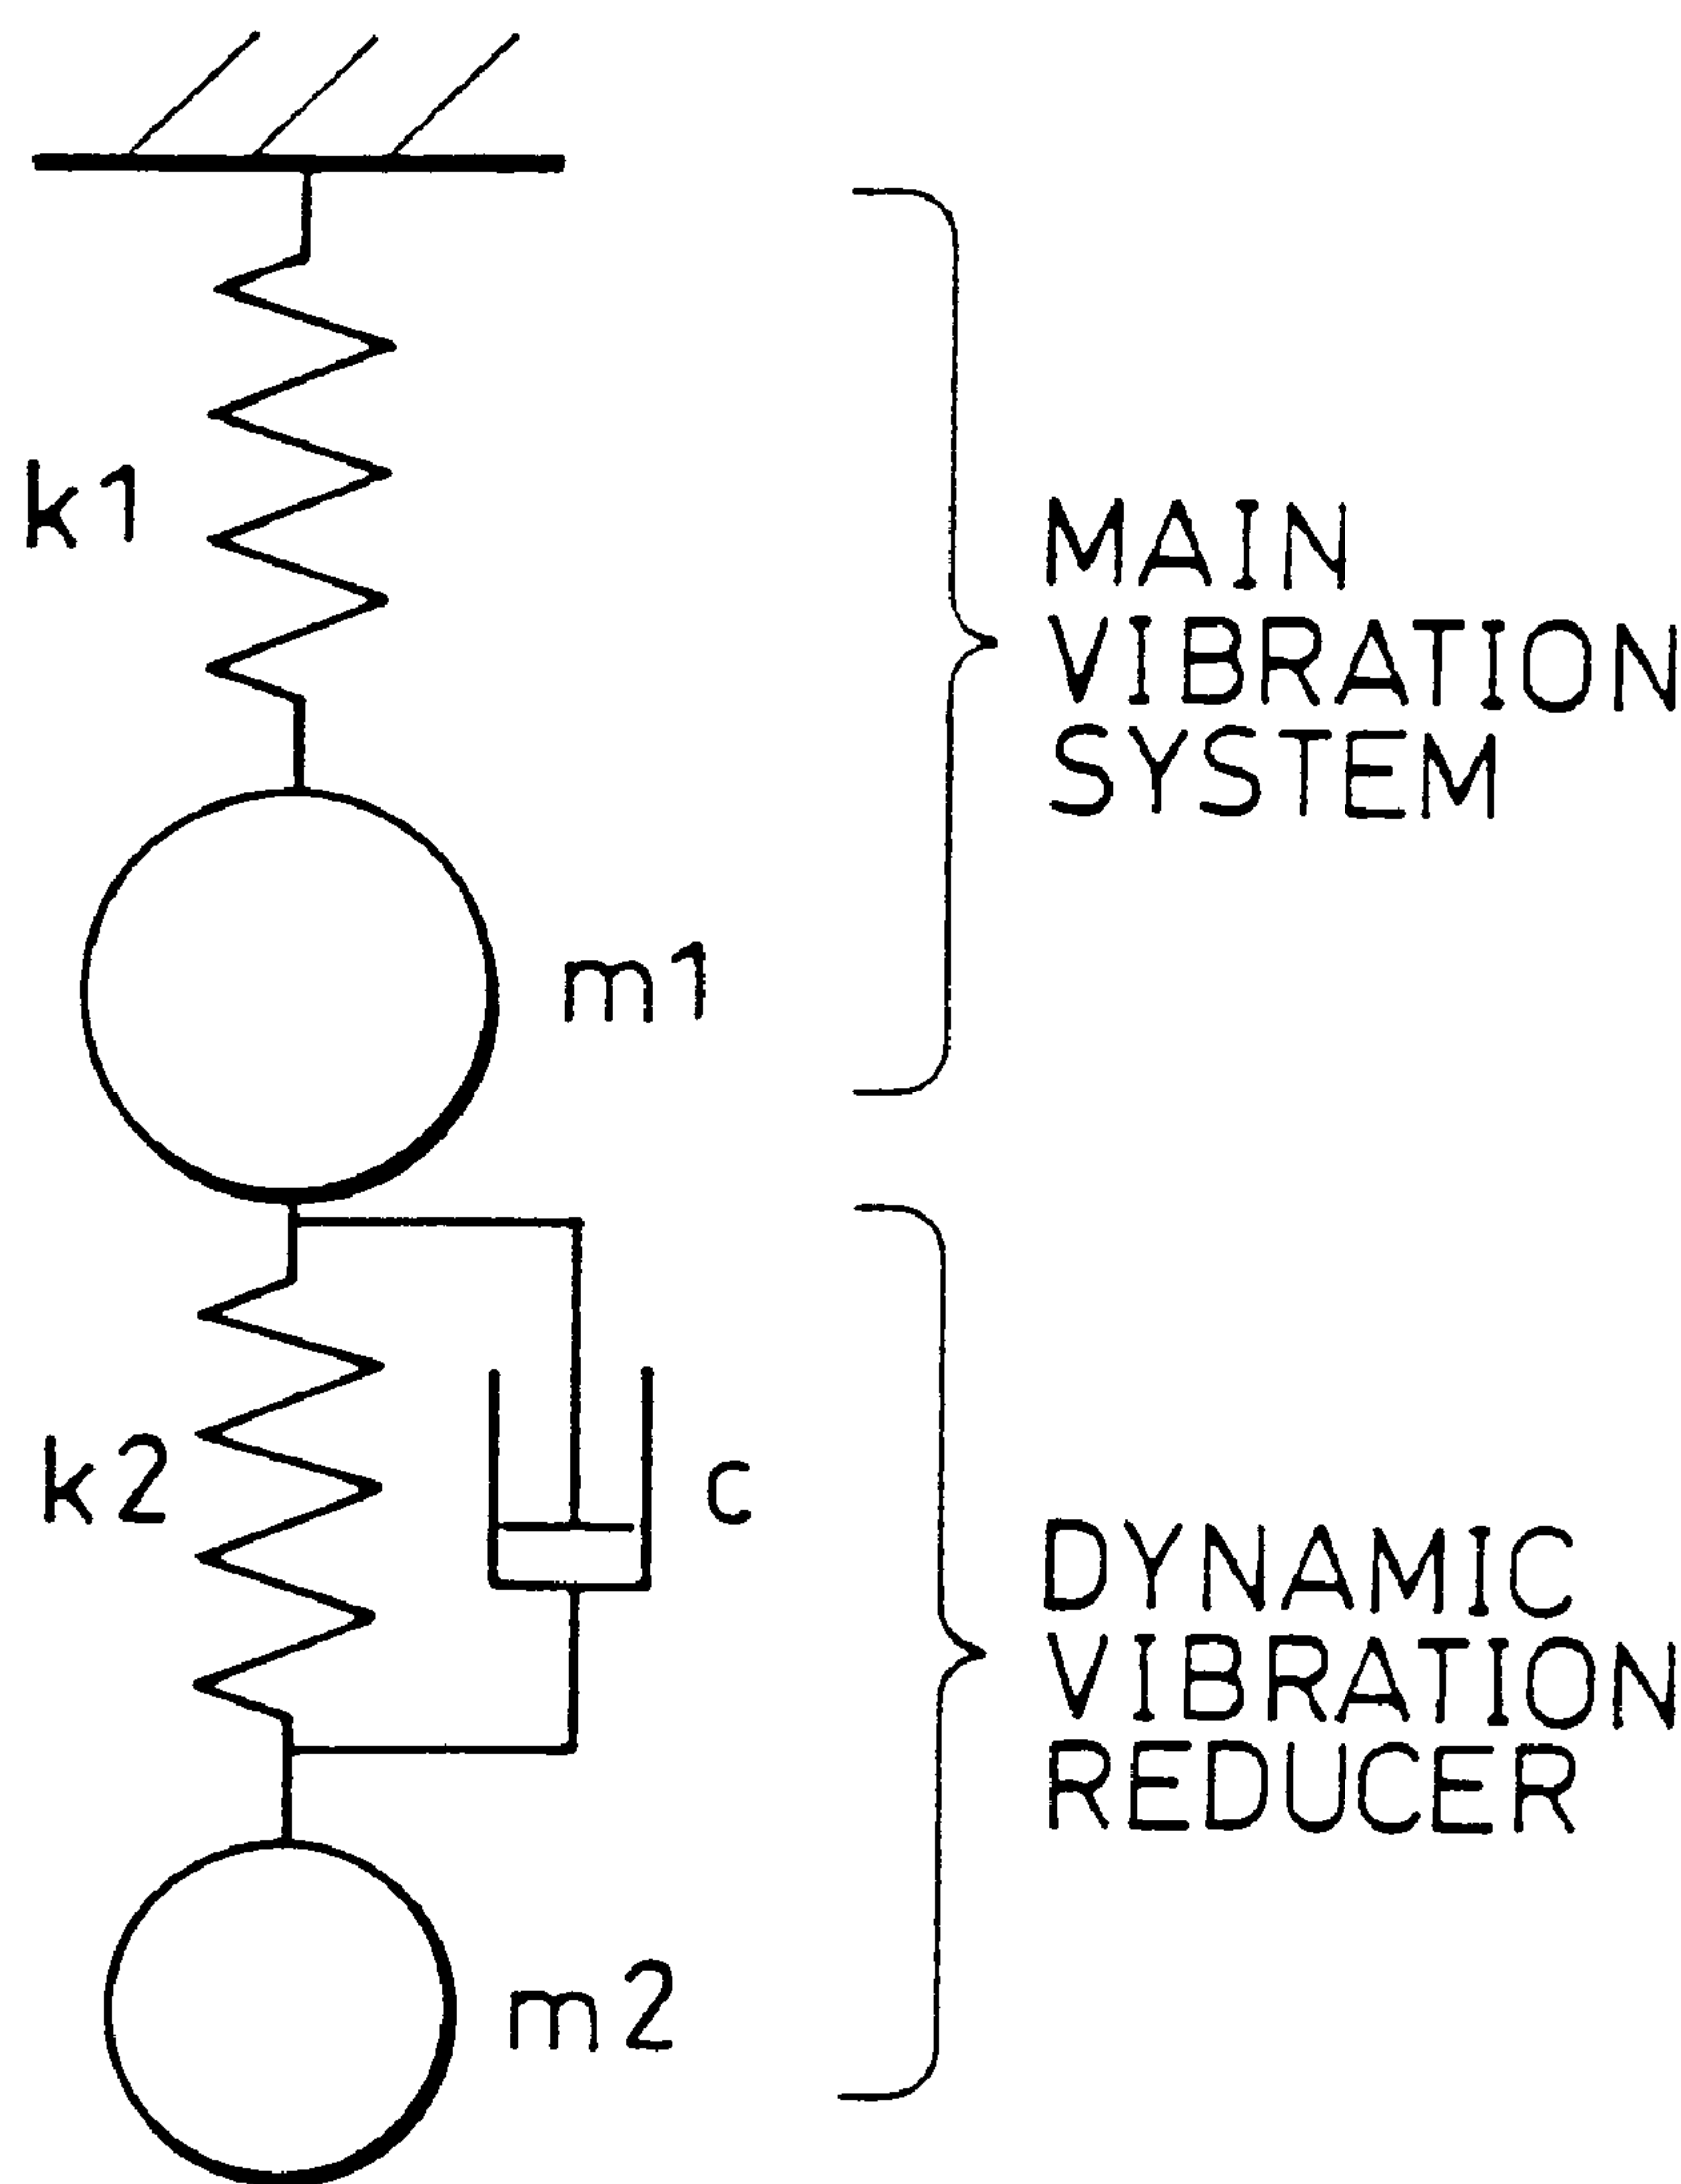 k1
MAIN
VIBRATION
SYSTEM
m1
k2
c
DYNAMIC
VIBRATION
REDUCER
m2